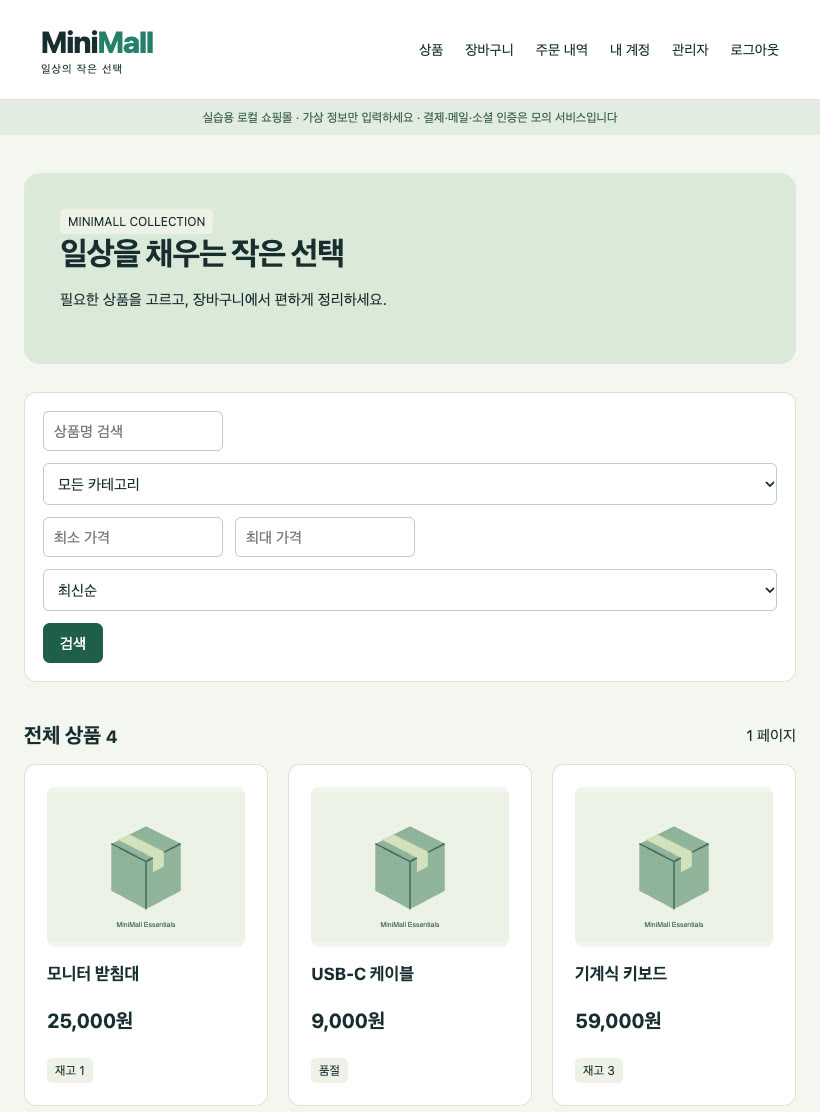 MiniMall
일상의 작은 선택
상품 장바구니 주문 내역 내 계정 관리자 로그아웃
실습용 로컬 쇼핑몰 · 가상 정보만 입력하세요 · 결제·메일·소셜 인증은 모의 서비스입니다
MINIMALL COLLECTION
일상을 채우는 작은 선택
필요한 상품을 고르고, 장바구니에서 편하게 정리하세요.
상품명 검색
모든 카테고리
최소 가격 최대 가격
최신순
검색
전체 상품 4 1 페이지
MiniMall Essentials MiniMall Essentials MiniMall Essentials
모니터 받침대 USB-C 케이블 기계식 키보드
25,000원 9,000원 59,000원
재고 1 품절 재고 3